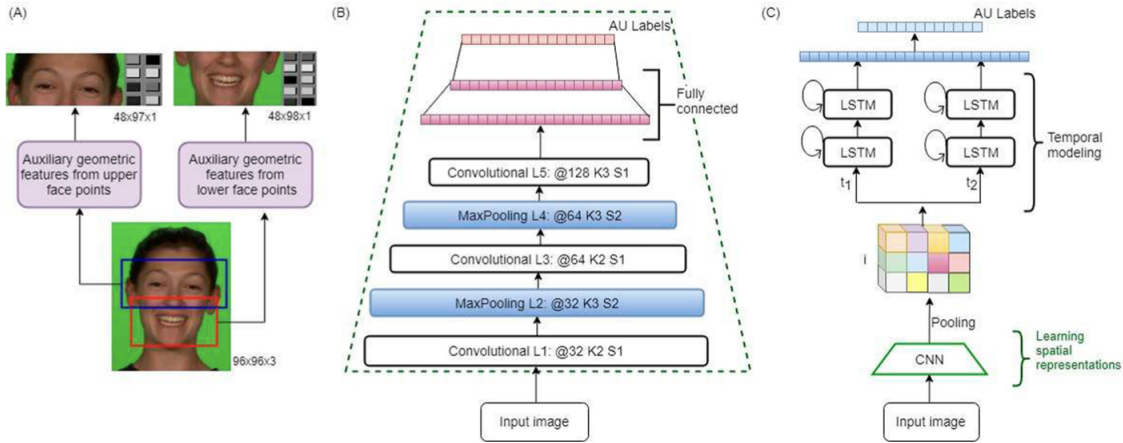 (A)
48x97x1
48x98x1
Auxiliary geometric
features from upper
face points
Auxiliary geometric
features from
lower face points
96x96x3
(B)
AU Labels
Fully
connected
Convolutional L5: @128 K3 S1
MaxPooling L4: @64 K3 S2
Convolutional L3: @64 K2 S1
MaxPooling L2: @32 K3 S2
Convolutional L1: @32 K2 S1
Input image
(C)
AU Labels
LSTM
LSTM
LSTM
LSTM
Temporal
modeling
t1
t2
i
Pooling
CNN
Learning
spatial
representations
Input image